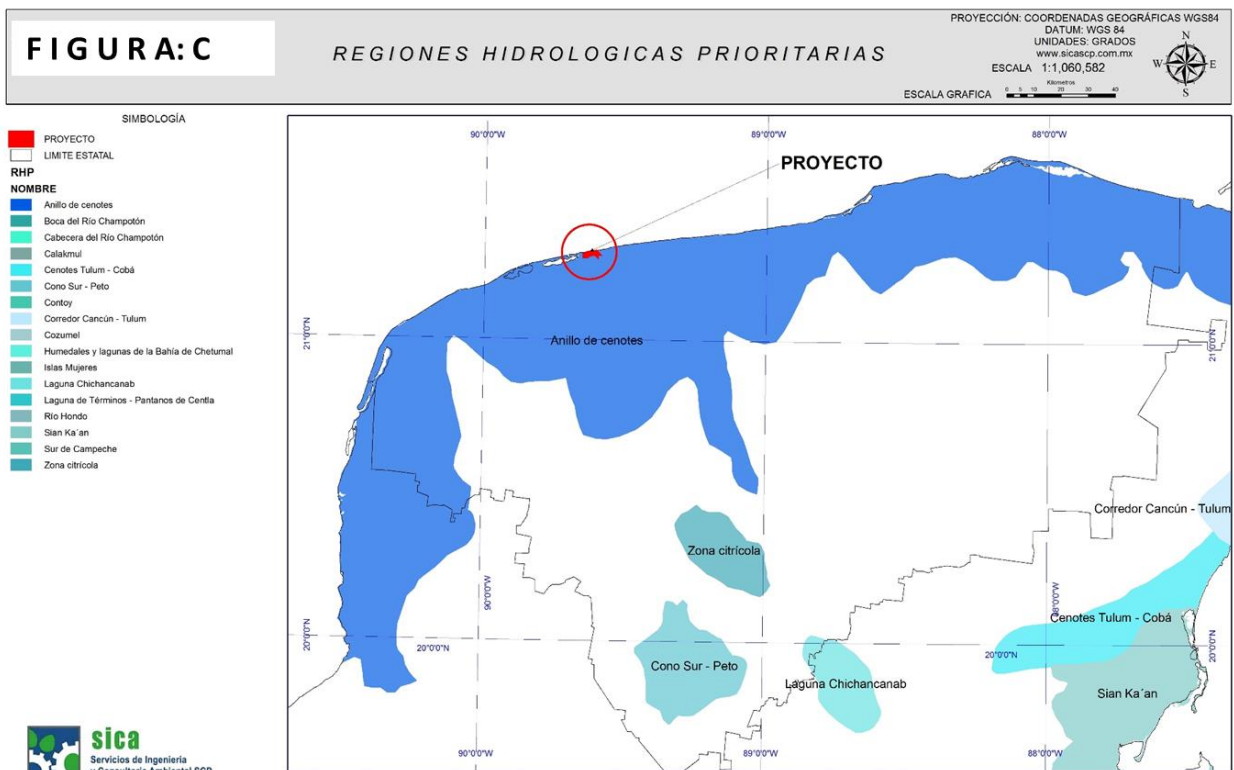 FIGURA: C
REGIONES HIDROLOGICAS PRIORITARIAS
PROYECCIÓN: COORDENADAS GEOGRÁFICAS WGS84
DATUM: WGS 84
UNIDADES: GRADOS
www.sicascp.com.mx
ESCALA 1:1,060,582
Kilometros
ESCALA GRAFICA 0 5 10 20 30 40
N
W E
S
SIMBOLOGÍA
PROYECTO
LIMITE ESTATAL
RHP
NOMBRE
Anillo de cenotes
Boca del Río Champotón
Cabecera del Río Champotón
Calakmul
Cenotes Tulum - Cobá
Cono Sur - Peto
Contoy
Corredor Cancún - Tulum
Cozumel
Humedales y lagunas de la Bahía de Chetumal
Islas Mujeres
Laguna Chichancanab
Laguna de Términos - Pantanos de Centla
Río Hondo
Sian Ka´an
Sur de Campeche
Zona citrícola
90°0'0"W
89°0'0"W
88°0'0"W
PROYECTO
21°0'0"N
Anillo de cenotes
21°0'0"N
Corredor Cancún - Tulum
Zona citrícola
90°0'0"W
88°0'0"W
Cenotes Tulum - Cobá
20°0'0"N
20°0'0"N
20°0'0"N
20°0'0"N
Cono Sur - Peto
Laguna Chichancanab
Sian Ka´an
90°0'0"W
89°0'0"W
88°0'0"W
sica
Servicios de Ingenieria
y Consultoria Ambiental SCP